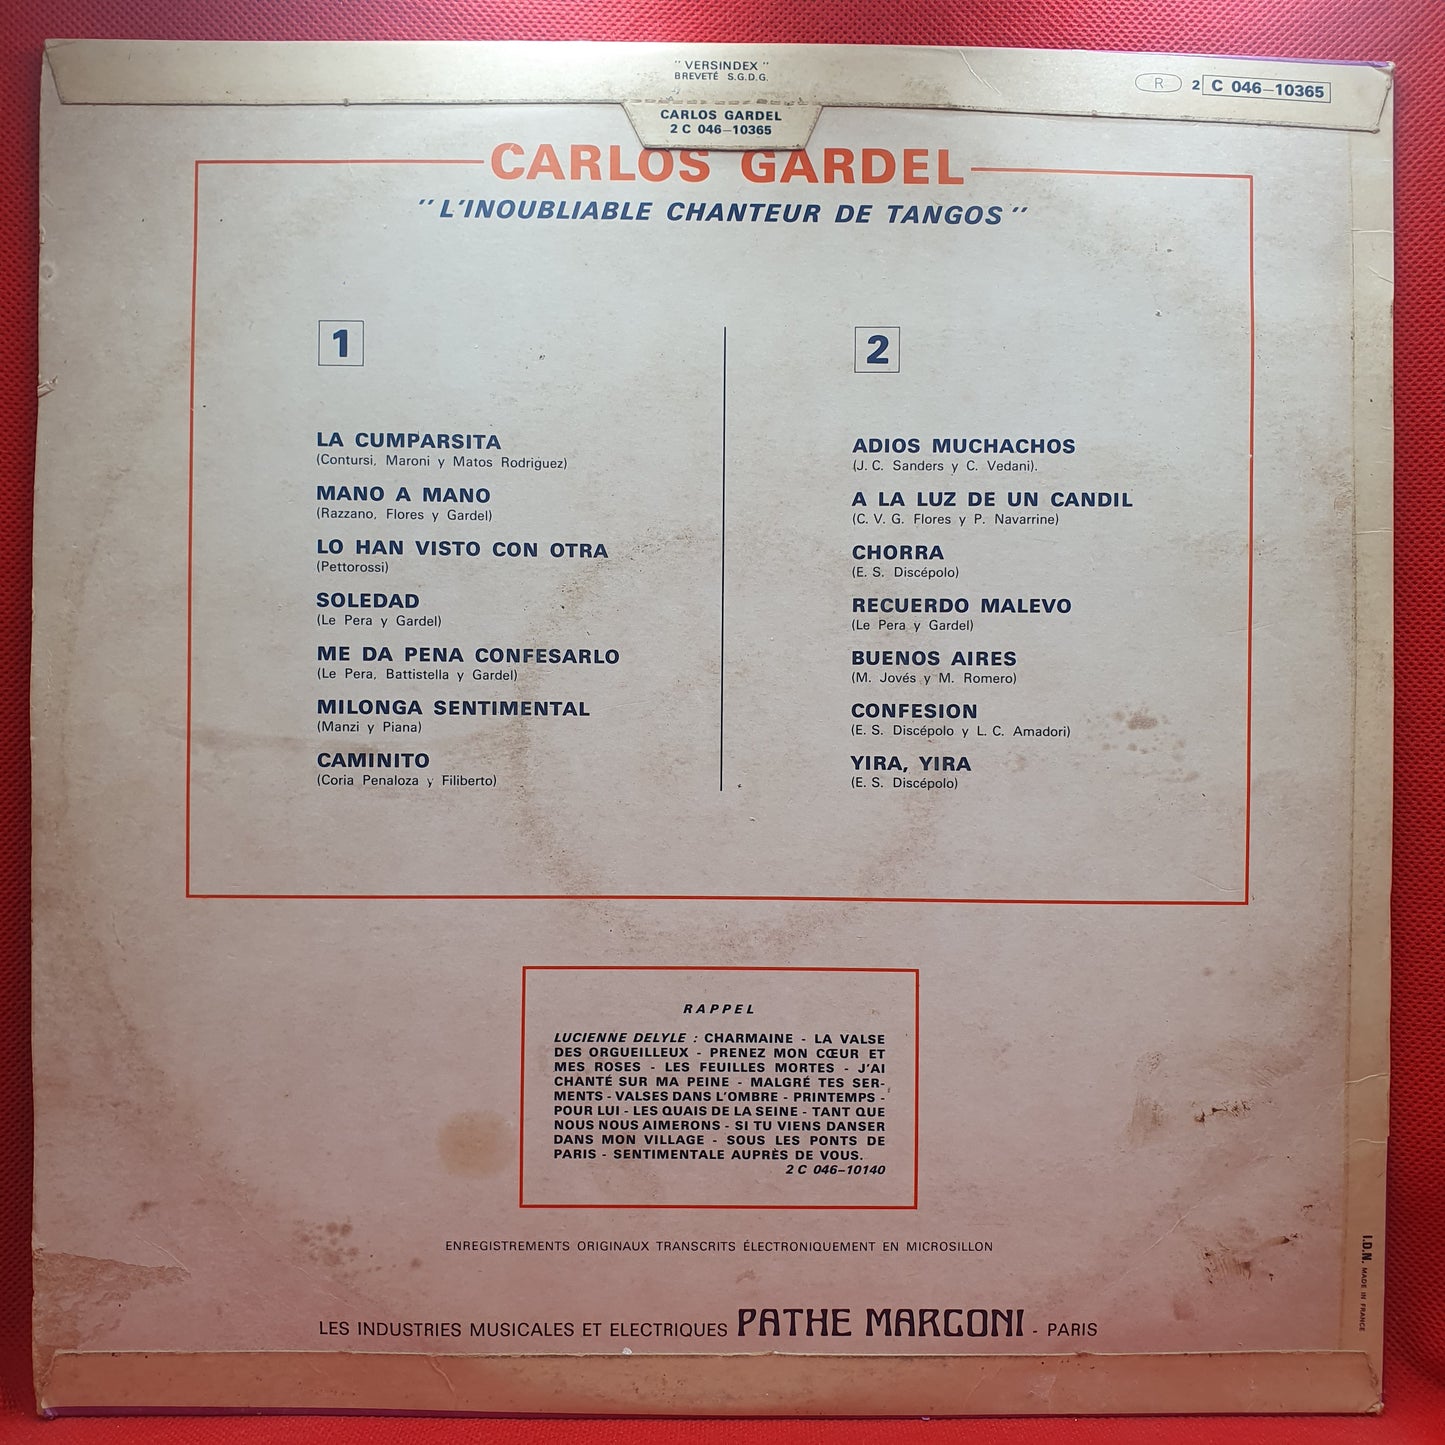 " VERSINDEX "
BREVETÉ S.G.D.G.
R 2 C 046-10365
CARLOS GARDEL
2 C 046-10365
CARLOS GARDEL
"L'INOUBLIABLE CHANTEUR DE TANGOS"
1
LA CUMPARSITA
(Contursi, Maroni y Matos Rodriguez)
MANO A MANO
(Razzano, Flores y Gardel)
LO HAN VISTO CON OTRA
(Pettorossi)
SOLEDAD
(Le Pera y Gardel)
ME DA PENA CONFESARLO
(Le Pera, Battistella y Gardel)
MILONGA SENTIMENTAL
(Manzi y Piana)
CAMINITO
(Coria Penaloza y Filiberto)
2
ADIOS MUCHACHOS
(J. C. Sanders y C. Vedani).
A LA LUZ DE UN CANDIL
(C. V. G. Flores y P. Navarrine)
CHORRA
(E. S. Discépolo)
RECUERDO MALEVO
(Le Pera y Gardel)
BUENOS AIRES
(M. Jovés y M. Romero)
CONFESION
(E. S. Discépolo y L. C. Amadori)
YIRA, YIRA
(E. S. Discépolo)
RAPPEL
LUCIENNE DELYLE : CHARMAINE - LA VALSE
DES ORGUEILLEUX - PRENEZ MON CŒUR ET
MES ROSES - LES FEUILLES MORTES - J'AI
CHANTÉ SUR MA PEINE - MALGRÉ TES SER-
MENTS - VALSES DANS L'OMBRE - PRINTEMPS -
POUR LUI - LES QUAIS DE LA SEINE - TANT QUE
NOUS NOUS AIMERONS - SI TU VIENS DANSER
DANS MON VILLAGE - SOUS LES PONTS DE
PARIS - SENTIMENTALE AUPRÈS DE VOUS.
2 C 046-10140
ENREGISTREMENTS ORIGINAUX TRANSCRITS ÉLECTRONIQUEMENT EN MICROSILLON
LES INDUSTRIES MUSICALES ET ELECTRIQUES PATHE MARCONI - PARIS
I.D.N. MADE IN FRANCE